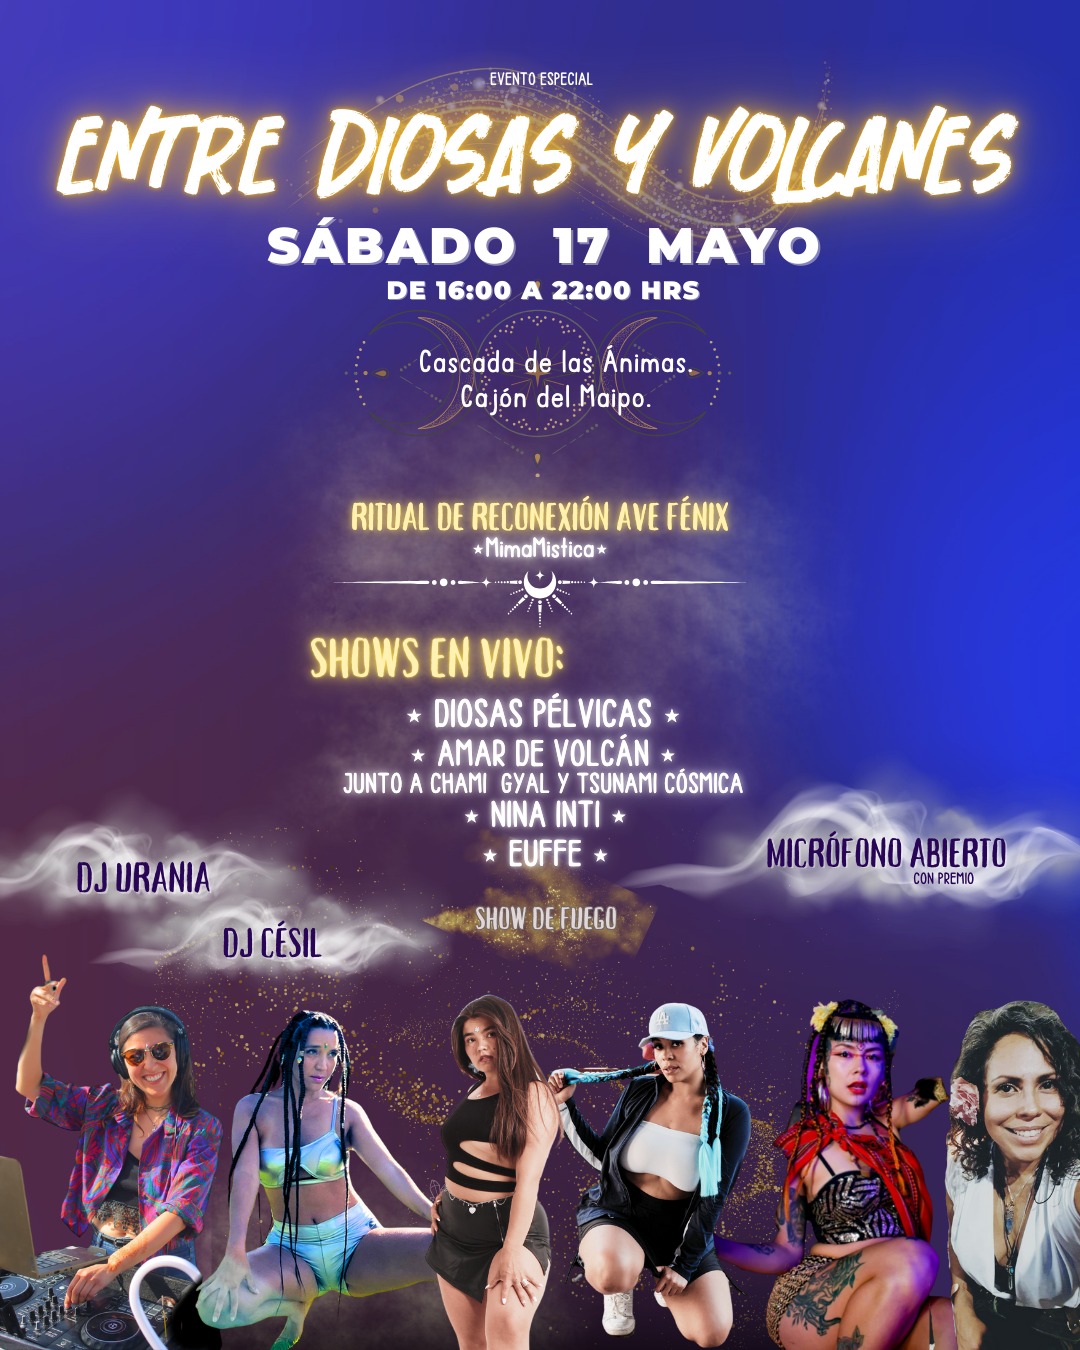 EVENTO ESPECIAL
ENTRE DIOSAS Y VOLCANES
SÁBADO 17 MAYO
DE 16:00 A 22:00 HRS
Cascada de las Ánimas.
Cajón del Maipo.
RITUAL DE RECONEXIÓN AVE FÉNIX
★MimaMistica★
SHOWS EN VIVO:
★ DIOSAS PÉLVICAS ★
★ AMAR DE VOLCÁN ★
JUNTO A CHAMI GYAL Y TSUNAMI CÓSMICA
★ NINA INTI ★
★ EUFFE ★
MICRÓFONO ABIERTO
CON PREMIO
DJ URANIA
SHOW DE FUEGO
DJ CÉSIL
LA